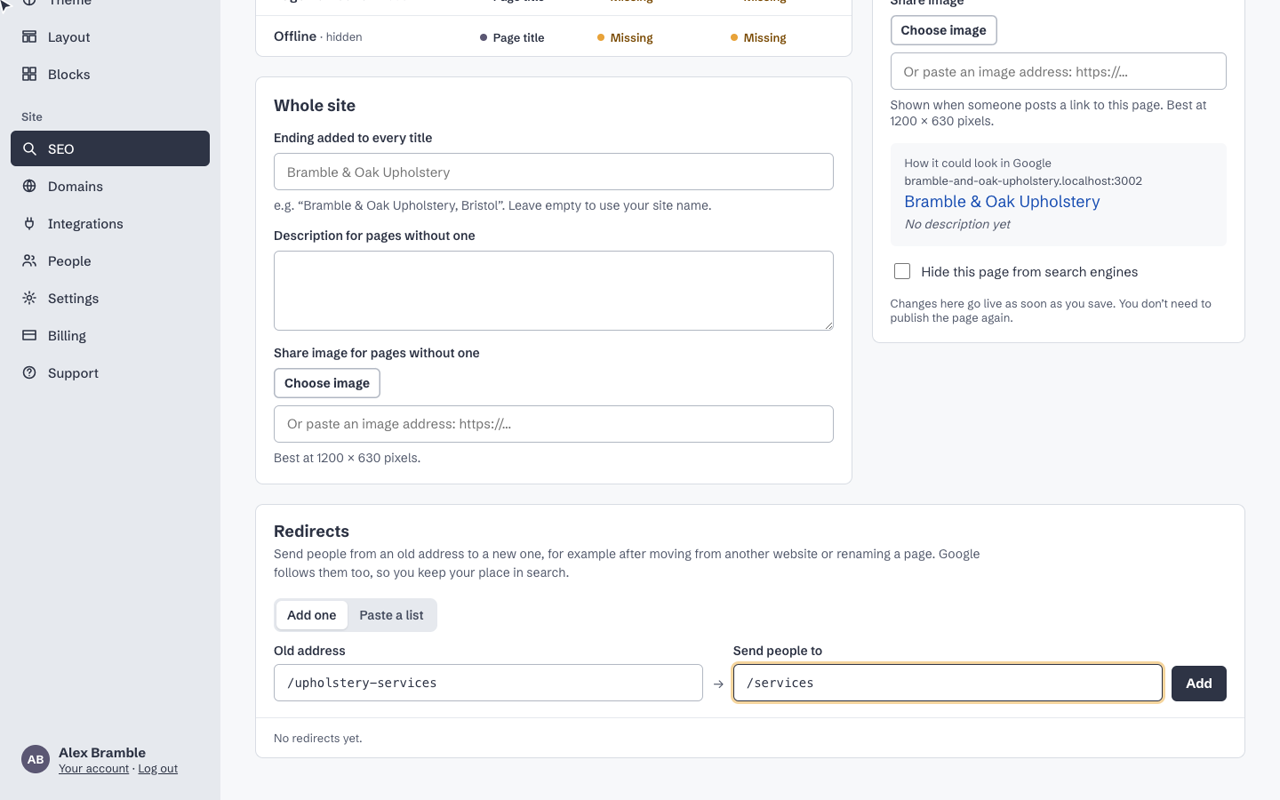 Theme
Layout
Blocks
Site
SEO
Domains
Integrations
People
Settings
Billing
Support
AB
Alex Bramble
Your account · Log out
Page title
Missing
Missing
Offline · hidden
Page title
Missing
Missing
Whole site
Ending added to every title
Bramble & Oak Upholstery
e.g. “Bramble & Oak Upholstery, Bristol”. Leave empty to use your site name.
Description for pages without one
Share image for pages without one
Choose image
Or paste an image address: https://...
Best at 1200 × 630 pixels.
Share image
Choose image
Or paste an image address: https://...
Shown when someone posts a link to this page. Best at
1200 × 630 pixels.
How it could look in Google
bramble-and-oak-upholstery.localhost:3002
Bramble & Oak Upholstery
No description yet
Hide this page from search engines
Changes here go live as soon as you save. You don’t need to
publish the page again.
Redirects
Send people from an old address to a new one, for example after moving from another website or renaming a page. Google
follows them too, so you keep your place in search.
Add one
Paste a list
Old address
/upholstery-services
→
Send people to
/services
Add
No redirects yet.